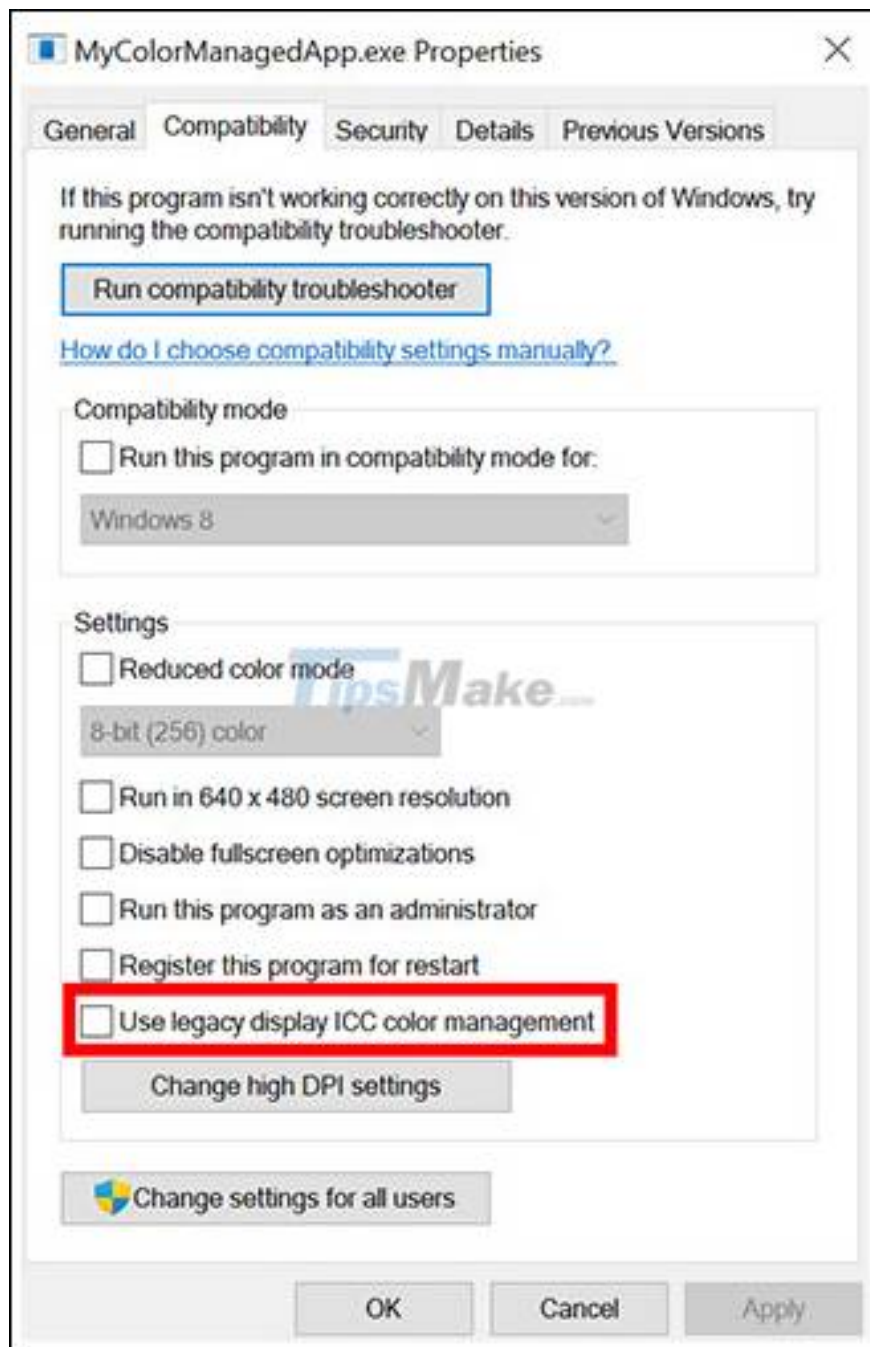 MyColorManagedApp.exe Properties
General Compatibility Security Details Previous Versions
If this program isn't working correctly on this version of Windows, try
running the compatibility troubleshooter.
Run compatibility troubleshooter
How do I choose compatibility settings manually?
Compatibility mode
Run this program in compatibility mode for:
Windows 8
Settings
Reduced color mode
TipsMake
8-bit (256) color
Run in 640 x 480 screen resolution
Disable fullscreen optimizations
Run this program as an administrator
Register this program for restart
Use legacy display ICC color management
Change high DPI settings
Change settings for all users
OK Cancel Apply